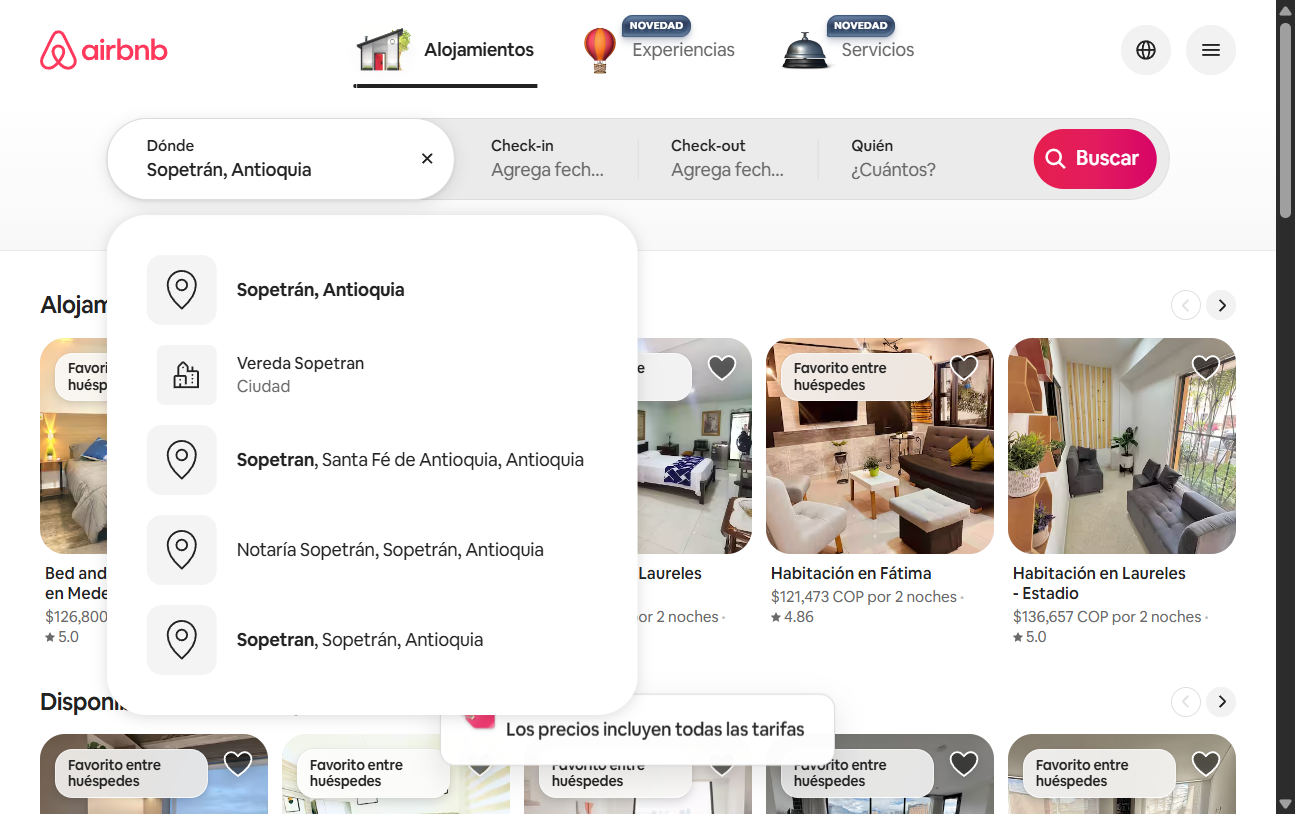 airbnb
Alojamientos
NOVEDAD
Experiencias
NOVEDAD
Servicios
Dónde
Sopetrán, Antioquia
Check-in
Agrega fech...
Check-out
Agrega fech...
Quién
¿Cuántos?
Buscar
Sopetrán, Antioquia
Vereda Sopetran
Ciudad
Sopetran, Santa Fé de Antioquia, Antioquia
Notaría Sopetrán, Sopetrán, Antioquia
Sopetran, Sopetrán, Antioquia
Alojam
Favorito
huésp
Favorito entre
huéspedes
Bed and
en Mede
$126,800
5.0
Laureles
or 2 noches ·
Habitación en Fátima
$121,473 COP por 2 noches ·
4.86
Habitación en Laureles
- Estadio
$136,657 COP por 2 noches ·
5.0
Disponi
Los precios incluyen todas las tarifas
Favorito entre
huéspedes
Favorito entre
huéspedes
Favorito entre
huéspedes
Favorito entre
huéspedes
Favorito entre
huéspedes